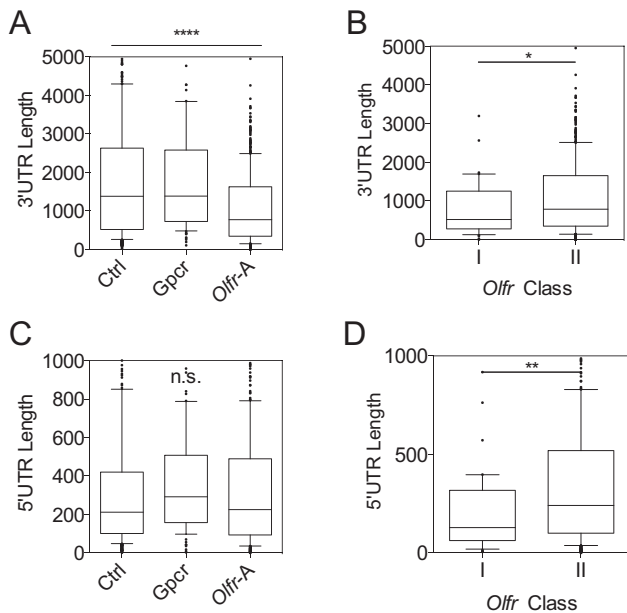 A
****
5000
4000
3000
2000
1000
0
3'UTR Length
Ctrl
Gpcr
Olfr-A
B
*
5000
4000
3000
2000
1000
0
3'UTR Length
I
II
Olfr Class
C
n.s.
1000
800
600
400
200
0
5'UTR Length
Ctrl
Gpcr
Olfr-A
D
**
1000
500
0
5'UTR Length
I
II
Olfr Class